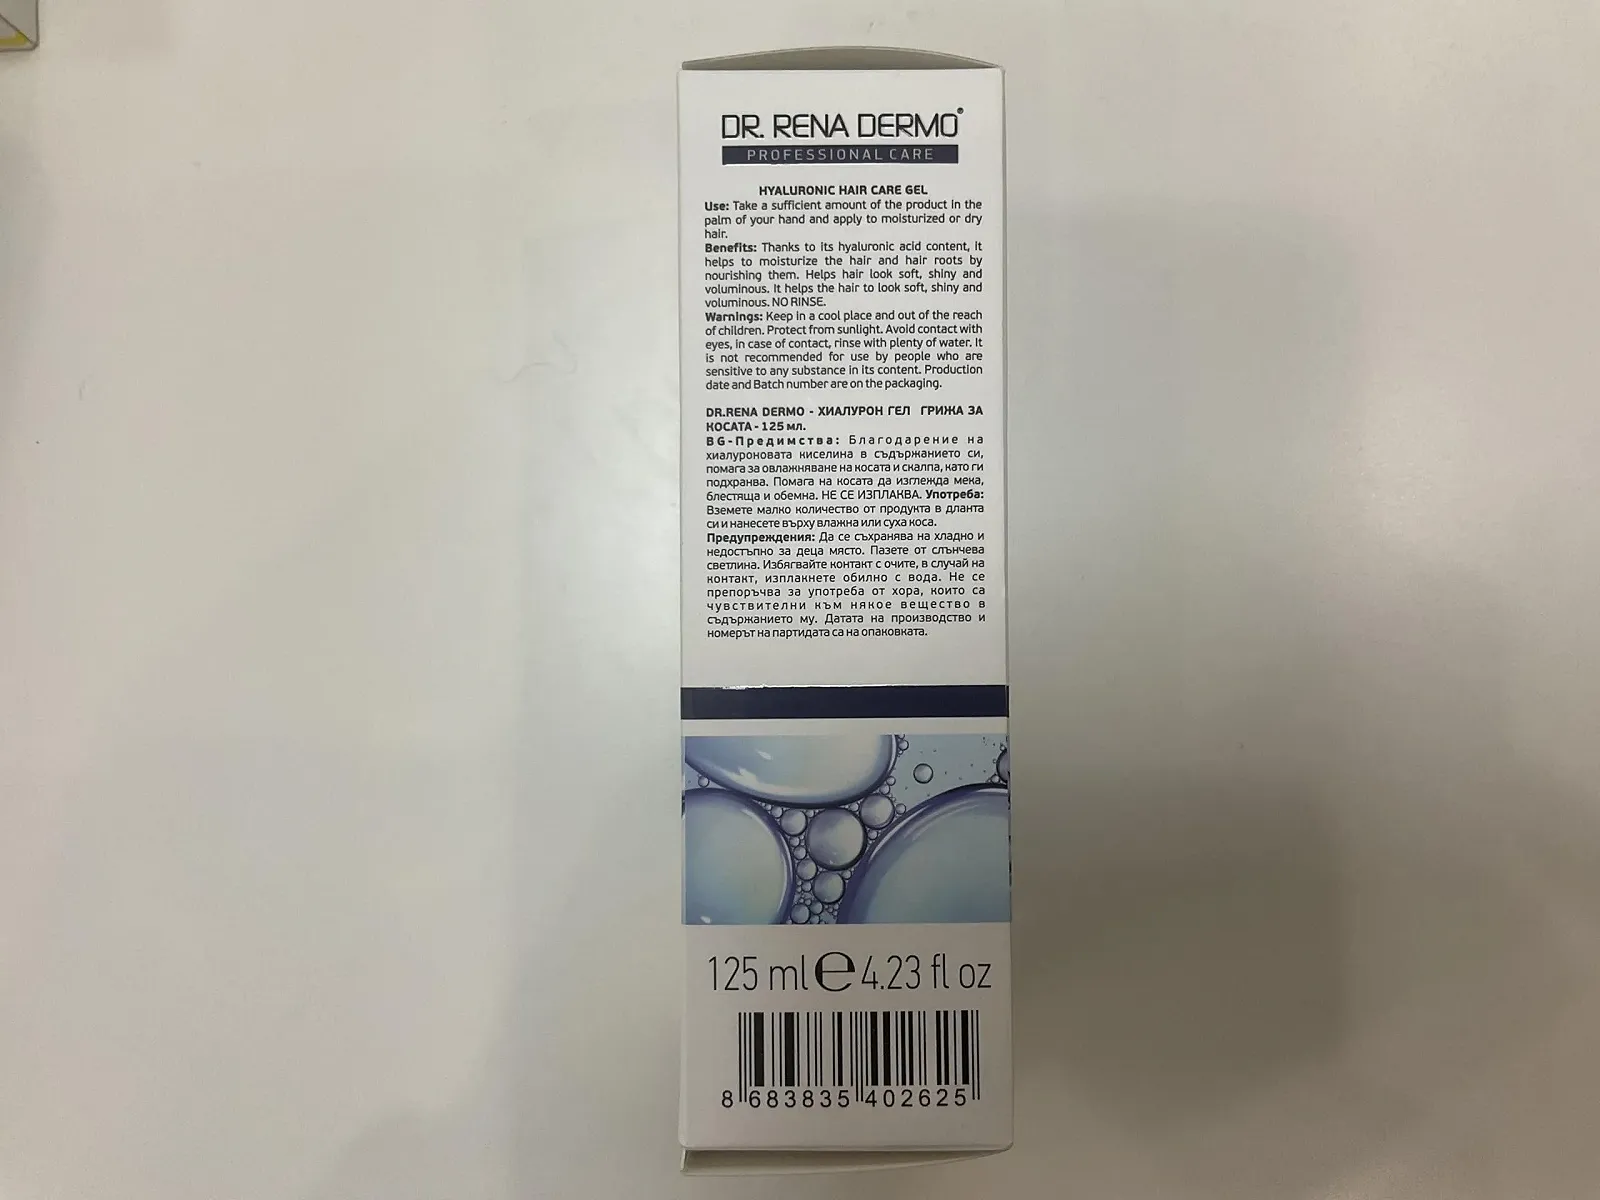 DR. RENA DERMO®
PROFESSIONAL CARE
HYALURONIC HAIR CARE GEL
Use: Take a sufficient amount of the product in the
palm of your hand and apply to moisturized or dry
hair.
Benefits: Thanks to its hyaluronic acid content, it
helps to moisturize the hair and hair roots by
nourishing them. Helps hair look soft, shiny and
voluminous. It helps the hair to look soft, shiny and
voluminous. NO RINSE.
Warnings: Keep in a cool place and out of the reach
of children. Protect from sunlight. Avoid contact with
eyes, in case of contact, rinse with plenty of water. It
is not recommended for use by people who are
sensitive to any substance in its content. Production
date and Batch number are on the packaging.
DR.RENA DERMO - ХИАЛУРОН ГЕЛ ГРИЖА ЗА
КОСАТА - 125 мл.
BG-Предимства: Благодарение на
хиалуроновата киселина в съдържанието си,
помага за овлажняване на косата и скалпа, като ги
подхранва. Помага на косата да изглежда мека,
блестяща и обемна. НЕ СЕ ИЗПЛАКВА. Употреба:
Вземете малко количество от продукта в дланта
си и нанесете върху влажна или суха коса.
Предупреждения: Да се съхранява на хладно и
недостъпно за деца място. Пазете от слънчева
светлина. Избягвайте контакт с очите, в случай на
контакт, изплакнете обилно с вода. Не се
препоръчва за употреба от хора, които са
чувствителни към някое вещество в
съдържанието му. Датата на производство и
номерът на партидата са на опаковката.
125 ml ℮ 4.23 fl oz
8 683835 402625